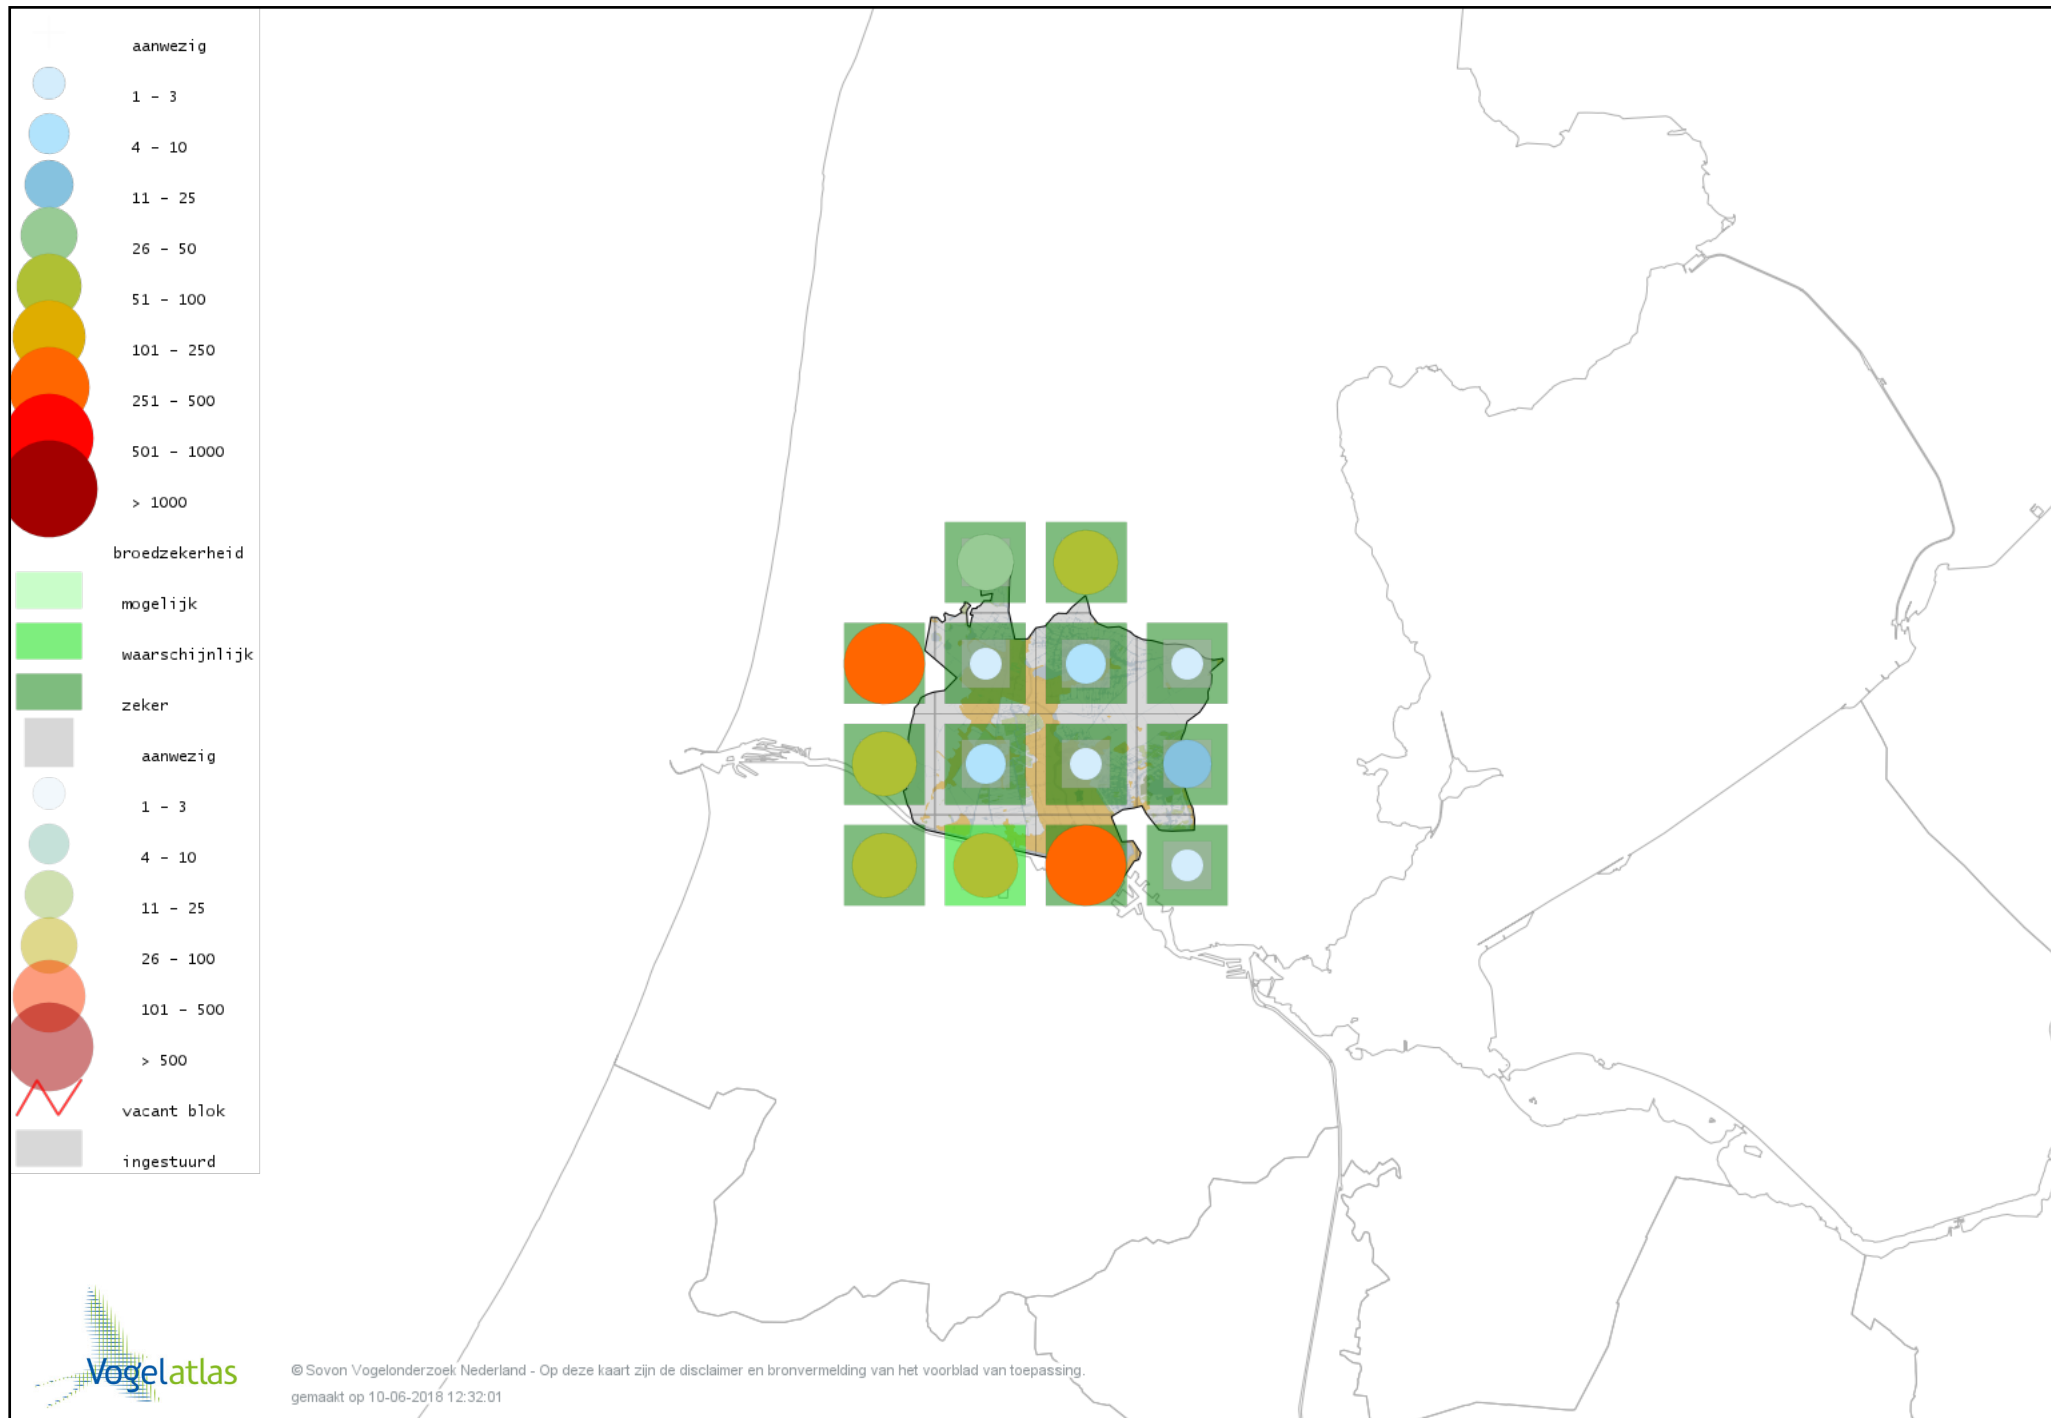 aanwezig
1 - 3
4 - 10
11 - 25
26 - 50
51 - 100
101 - 250
251 - 500
501 - 1000
> 1000
broedzekerheid
mogelijk
waarschijnlijk
zeker
aanwezig
1 - 3
4 - 10
11 - 25
26 - 100
101 - 500
> 500
vacant blok
ingestuurd
Vogelatlas
© Sovon Vogelonderzoek Nederland - Op deze kaart zijn de disclaimer en bronvermelding van het voorblad van toepassing.
gemaakt op 10-06-2018 12:32:01